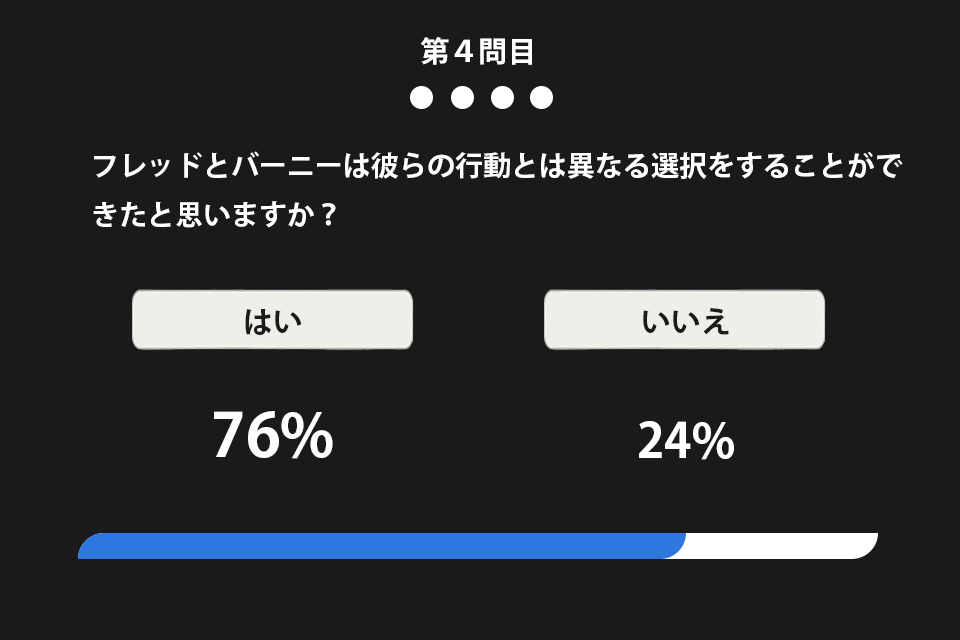 第４問目
フレッドとバーニーは彼らの行動とは異なる選択をすることがで
きたと思いますか？
はい
いいえ
76%
24%